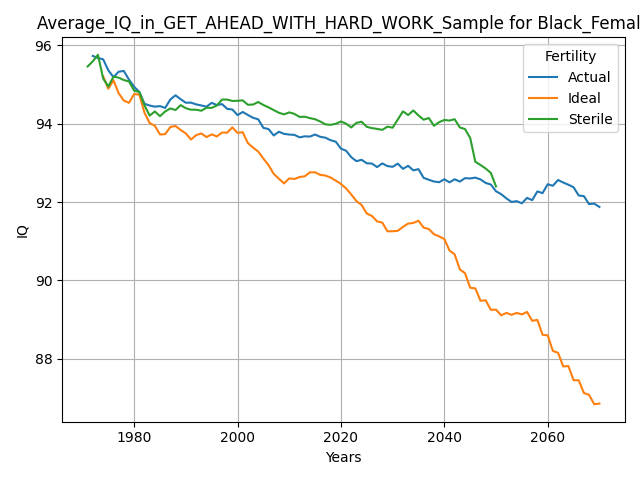 Average_IQ_in_GET_AHEAD_WITH_HARD_WORK_Sample for Black_Femal
96
94
92
90
88
IQ
Fertility
Actual
Ideal
Sterile
1980
2000
2020
2040
2060
Years